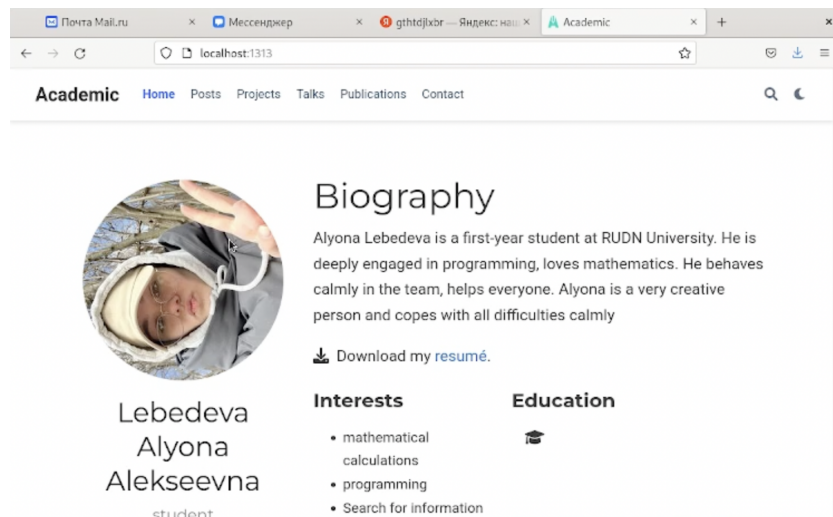 Почта Mail.ru
Мессенджер
gthtdjlxbr — Яндекс: наш
Academic
localhost:1313
Academic Home Posts Projects Talks Publications Contact
Biography
Alyona Lebedeva is a first-year student at RUDN University. He is
deeply engaged in programming, loves mathematics. He behaves
calmly in the team, helps everyone. Alyona is a very creative
person and copes with all difficulties calmly
Download my resumé.
Lebedeva
Alyona
Alekseevna
student
Interests
mathematical
calculations
programming
Search for information
Education